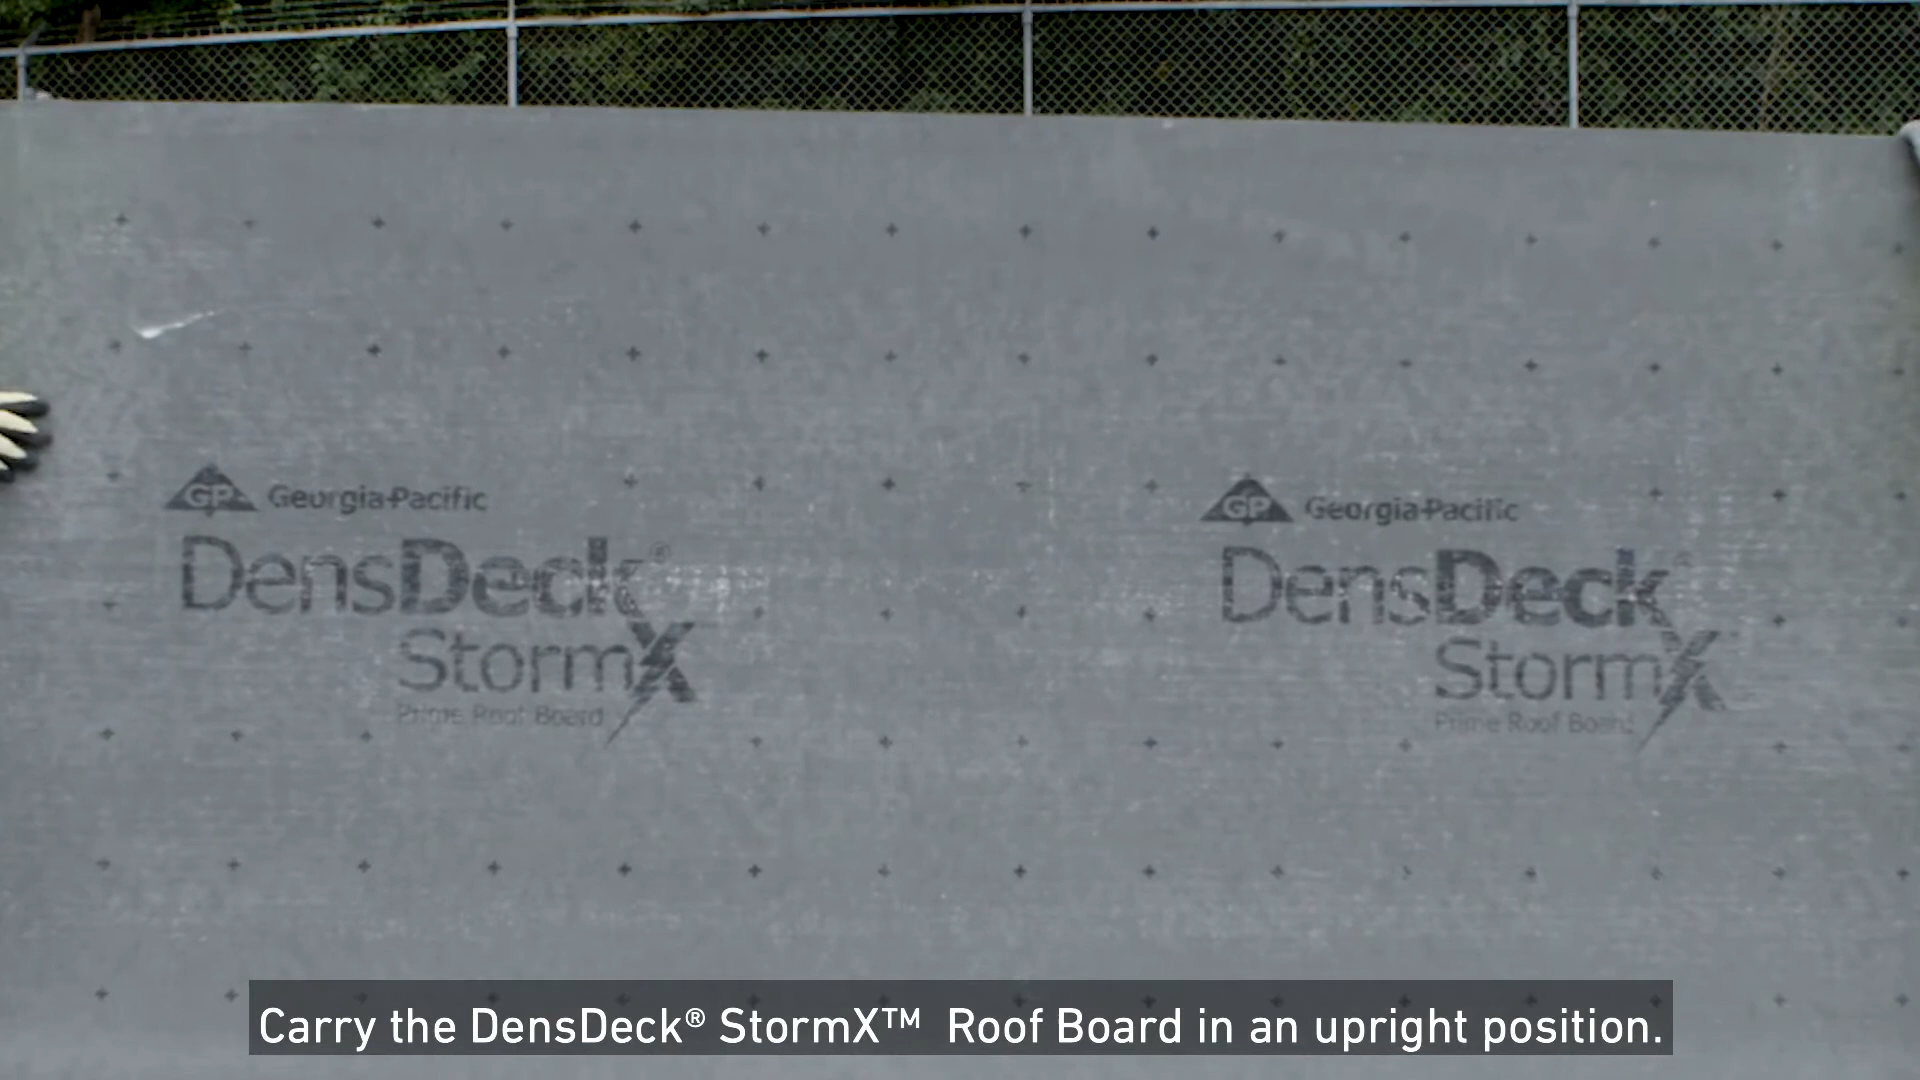 GP Georgia-Pacific
DensDeck®
StormX
Prime Roof Board
GP Georgia-Pacific
DensDeck
StormX
Prime Roof Board
Carry the DensDeck® StormX™ Roof Board in an upright position.